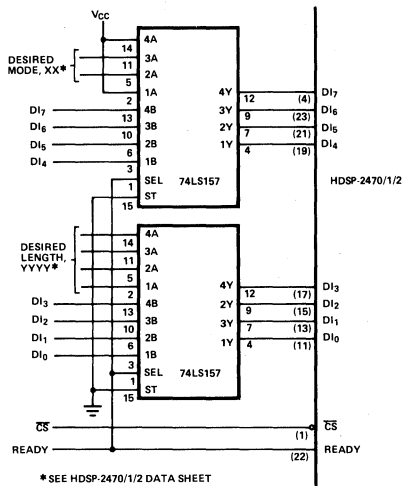 VCC
4A
14
DESIRED
MODE, XX*
3A
11
2A
5
1A
4Y
12
(4)
DI7
2
DI7
4B
3Y
9
(23)
DI6
13
DI6
3B
2Y
7
(21)
DI5
10
DI5
2B
1Y
4
(19)
DI4
6
DI4
1B
3
SEL
74LS157
HDSP-2470/1/2
1
ST
15
4A
14
DESIRED
LENGTH,
YYYY*
3A
11
2A
5
1A
4Y
12
(17)
DI3
2
DI3
4B
2Y
9
(15)
DI2
13
DI2
3B
3Y
7
(13)
DI1
10
DI1
2B
1Y
4
(11)
DI0
6
DI0
1B
3
SEL
74LS157
1
ST
15
CS
(1)
CS
READY
(22)
READY
*SEE HDSP-2470/1/2 DATA SHEET